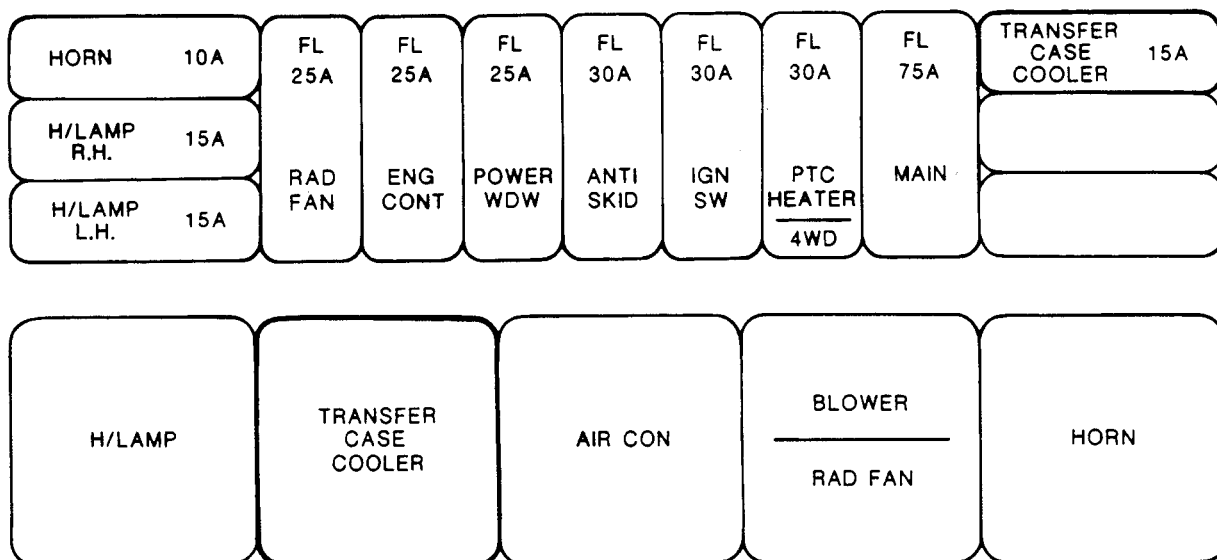 HORN 10A
H/LAMP
R.H. 15A
H/LAMP
L.H. 15A
FL
25A
RAD
FAN
FL
25A
ENG
CONT
FL
25A
POWER
WDW
FL
30A
ANTI
SKID
FL
30A
IGN
SW
FL
30A
PTC
HEATER
4WD
FL
75A
MAIN
TRANSFER
CASE
COOLER 15A
H/LAMP
TRANSFER
CASE
COOLER
AIR CON
BLOWER
RAD FAN
HORN